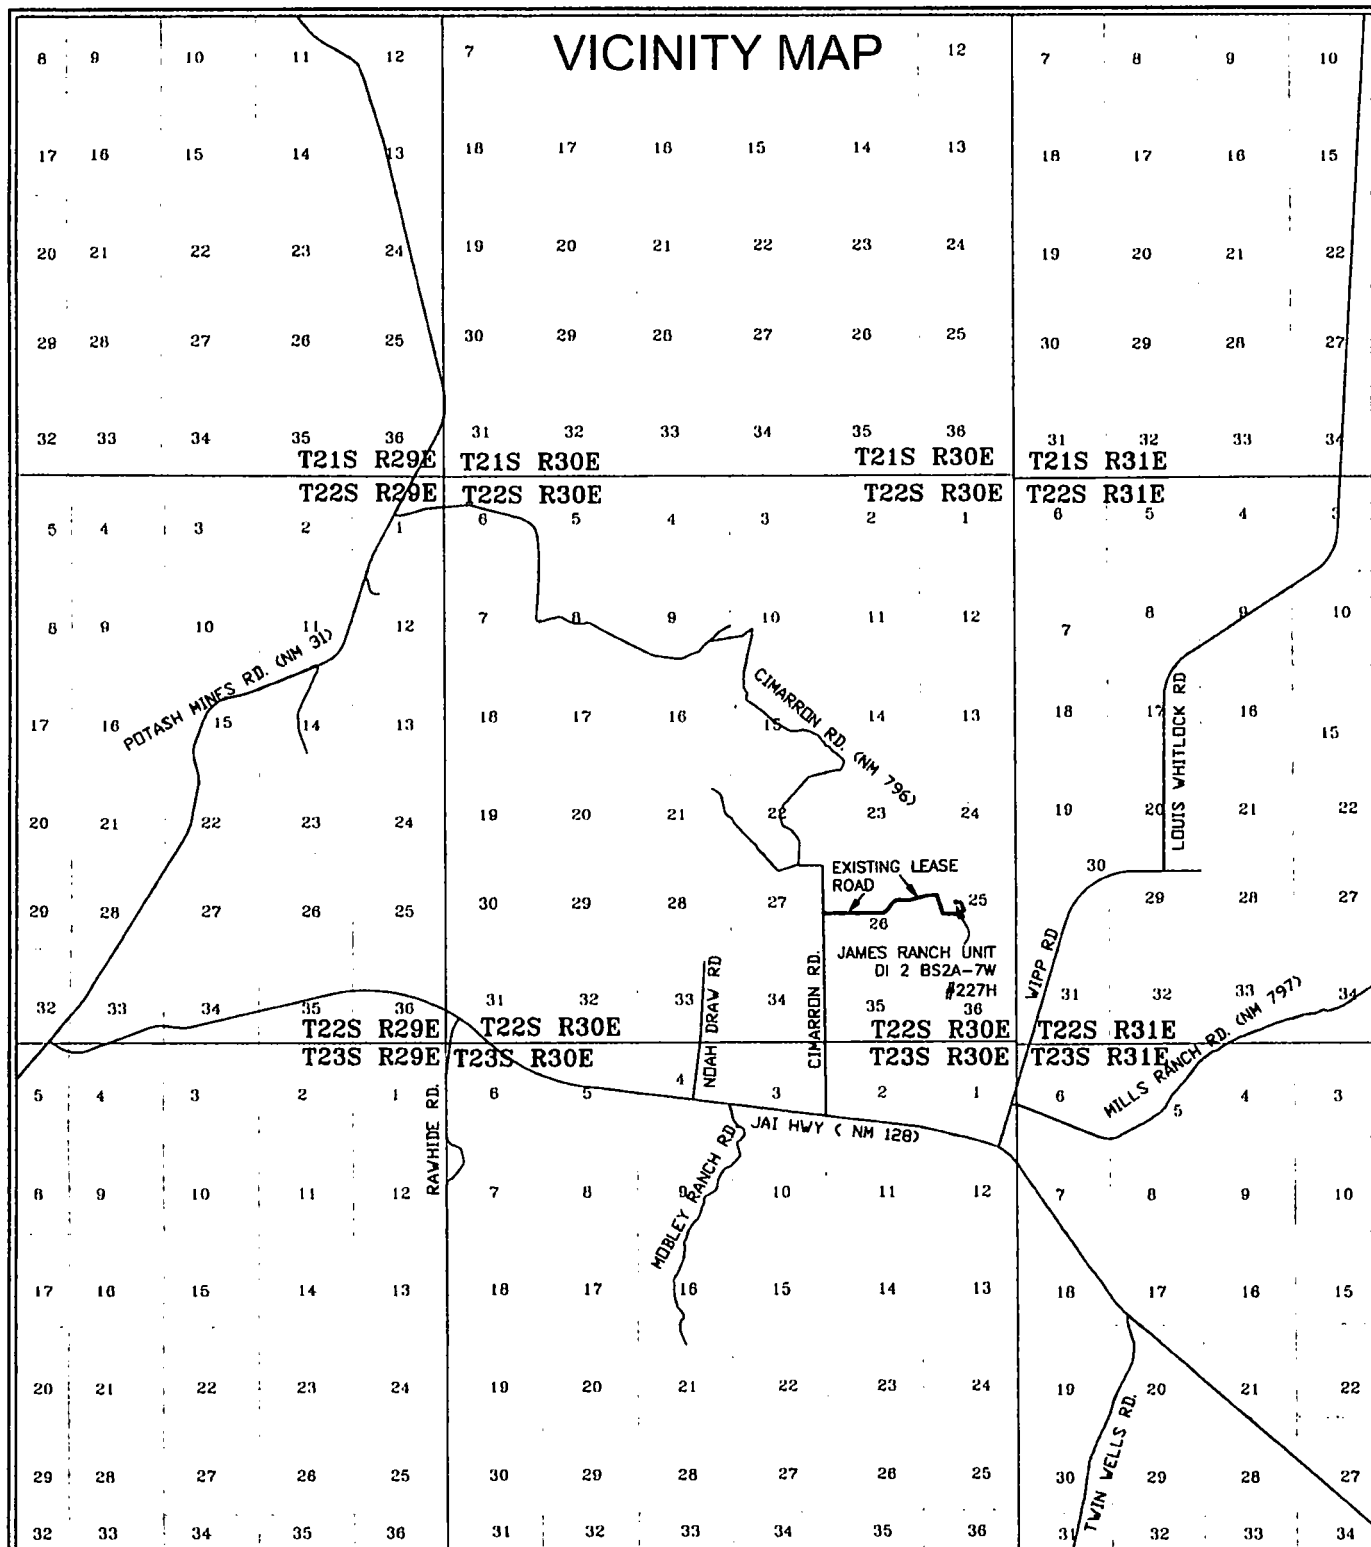 VICINITY MAP
8 9 10 11 12 7 12 7 8 9 10
17 16 15 14 13 18 17 16 15 14 13 18 17 16 15
20 21 22 23 24 19 20 21 22 23 24 19 20 21 22
29 28 27 26 25 30 29 28 27 26 25 30 29 28 27
32 33 34 35 36 31 32 33 34 35 36 31 32 33 34
T21S R29E T21S R30E T21S R30E T21S R31E
T22S R29E T22S R30E T22S R30E T22S R31E
5 4 3 2 1 6 5 4 3 2 1 6 5 4 3
8 9 10 11 12 7 8 9 10 11 12 7 8 9 10
POTASH MINES RD. (NM 31)
CIMARRON RD. (NM 796)
LOUIS WHITLOCK RD
17 16 15 14 13 18 17 16 15 14 13 18 17 16 15
20 21 22 23 24 19 20 21 22 23 24 19 20 21 22
EXISTING LEASE
ROAD
29 28 27 26 25 30 29 28 27 26 25 30 29 28 27
JAMES RANCH UNIT
DI 2 BS2A-7W
#227H
NOAH DRAW RD
CIMARRON RD.
WIPP RD
MILLS RANCH RD. (NM 797)
32 33 34 35 36 31 32 33 34 35 36 31 32 33 34
T22S R29E T22S R30E T22S R30E T22S R31E
T23S R29E T23S R30E T23S R30E T23S R31E
5 4 3 2 1 6 5 4 3 2 1 6 5 4 3
RAWHIDE RD.
JAI HWY ( NM 128)
MOBLEY RANCH RD.
8 9 10 11 12 7 8 9 10 11 12 7 8 9 10
17 16 15 14 13 18 17 16 15 14 13 18 17 16 15
20 21 22 23 24 19 20 21 22 23 24 19 20 21 22
TWIN WELLS RD.
29 28 27 26 25 30 29 28 27 26 25 30 29 28 27
32 33 34 35 36 31 32 33 34 35 36 31 32 33 34